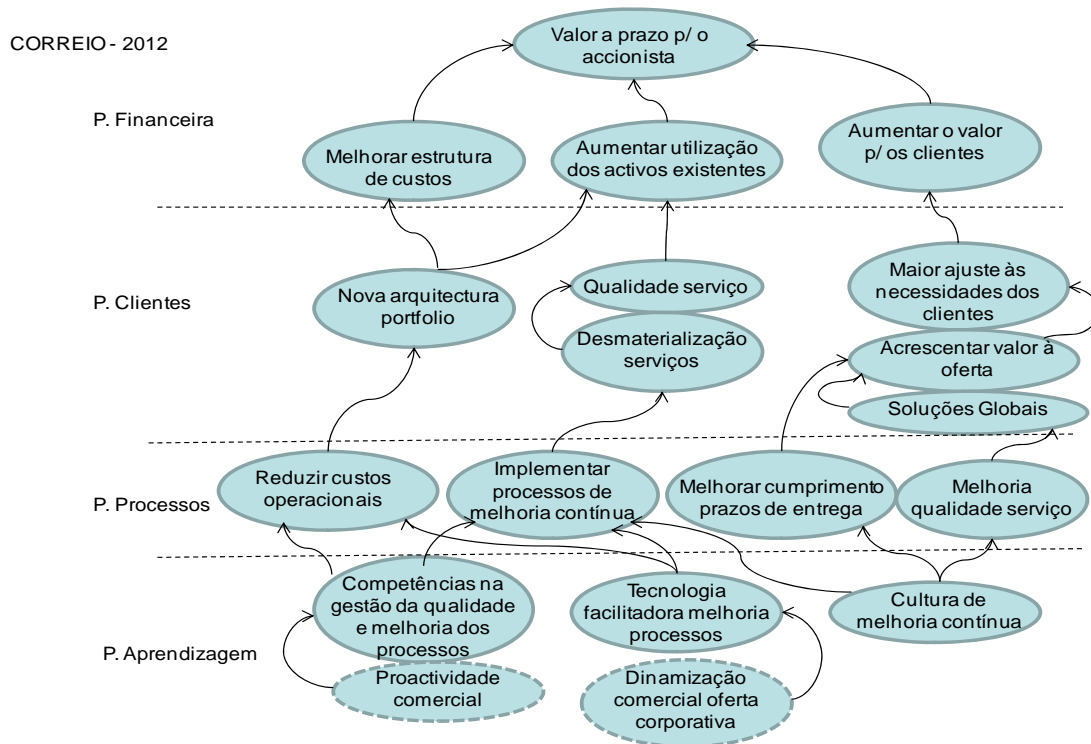 CORREIO - 2012
Valor a prazo p/ o
accionista
P. Financeira
Melhorar estrutura
de custos
Aumentar utilização
dos activos existentes
Aumentar o valor
p/ os clientes
P. Clientes
Nova arquitectura
portfolio
Qualidade serviço
Desmaterialização
serviços
Maior ajuste às
necessidades dos
clientes
Acrescentar valor à
oferta
Soluções Globais
P. Processos
Reduzir custos
operacionais
Implementar
processos de
melhoria contínua
Melhorar cumprimento
prazos de entrega
Melhoria
qualidade serviço
P. Aprendizagem
Competências na
gestão da qualidade
e melhoria dos
processos
Proactividade
comercial
Tecnologia
facilitadora melhoria
processos
Dinamização
comercial oferta
corporativa
Cultura de
melhoria contínua